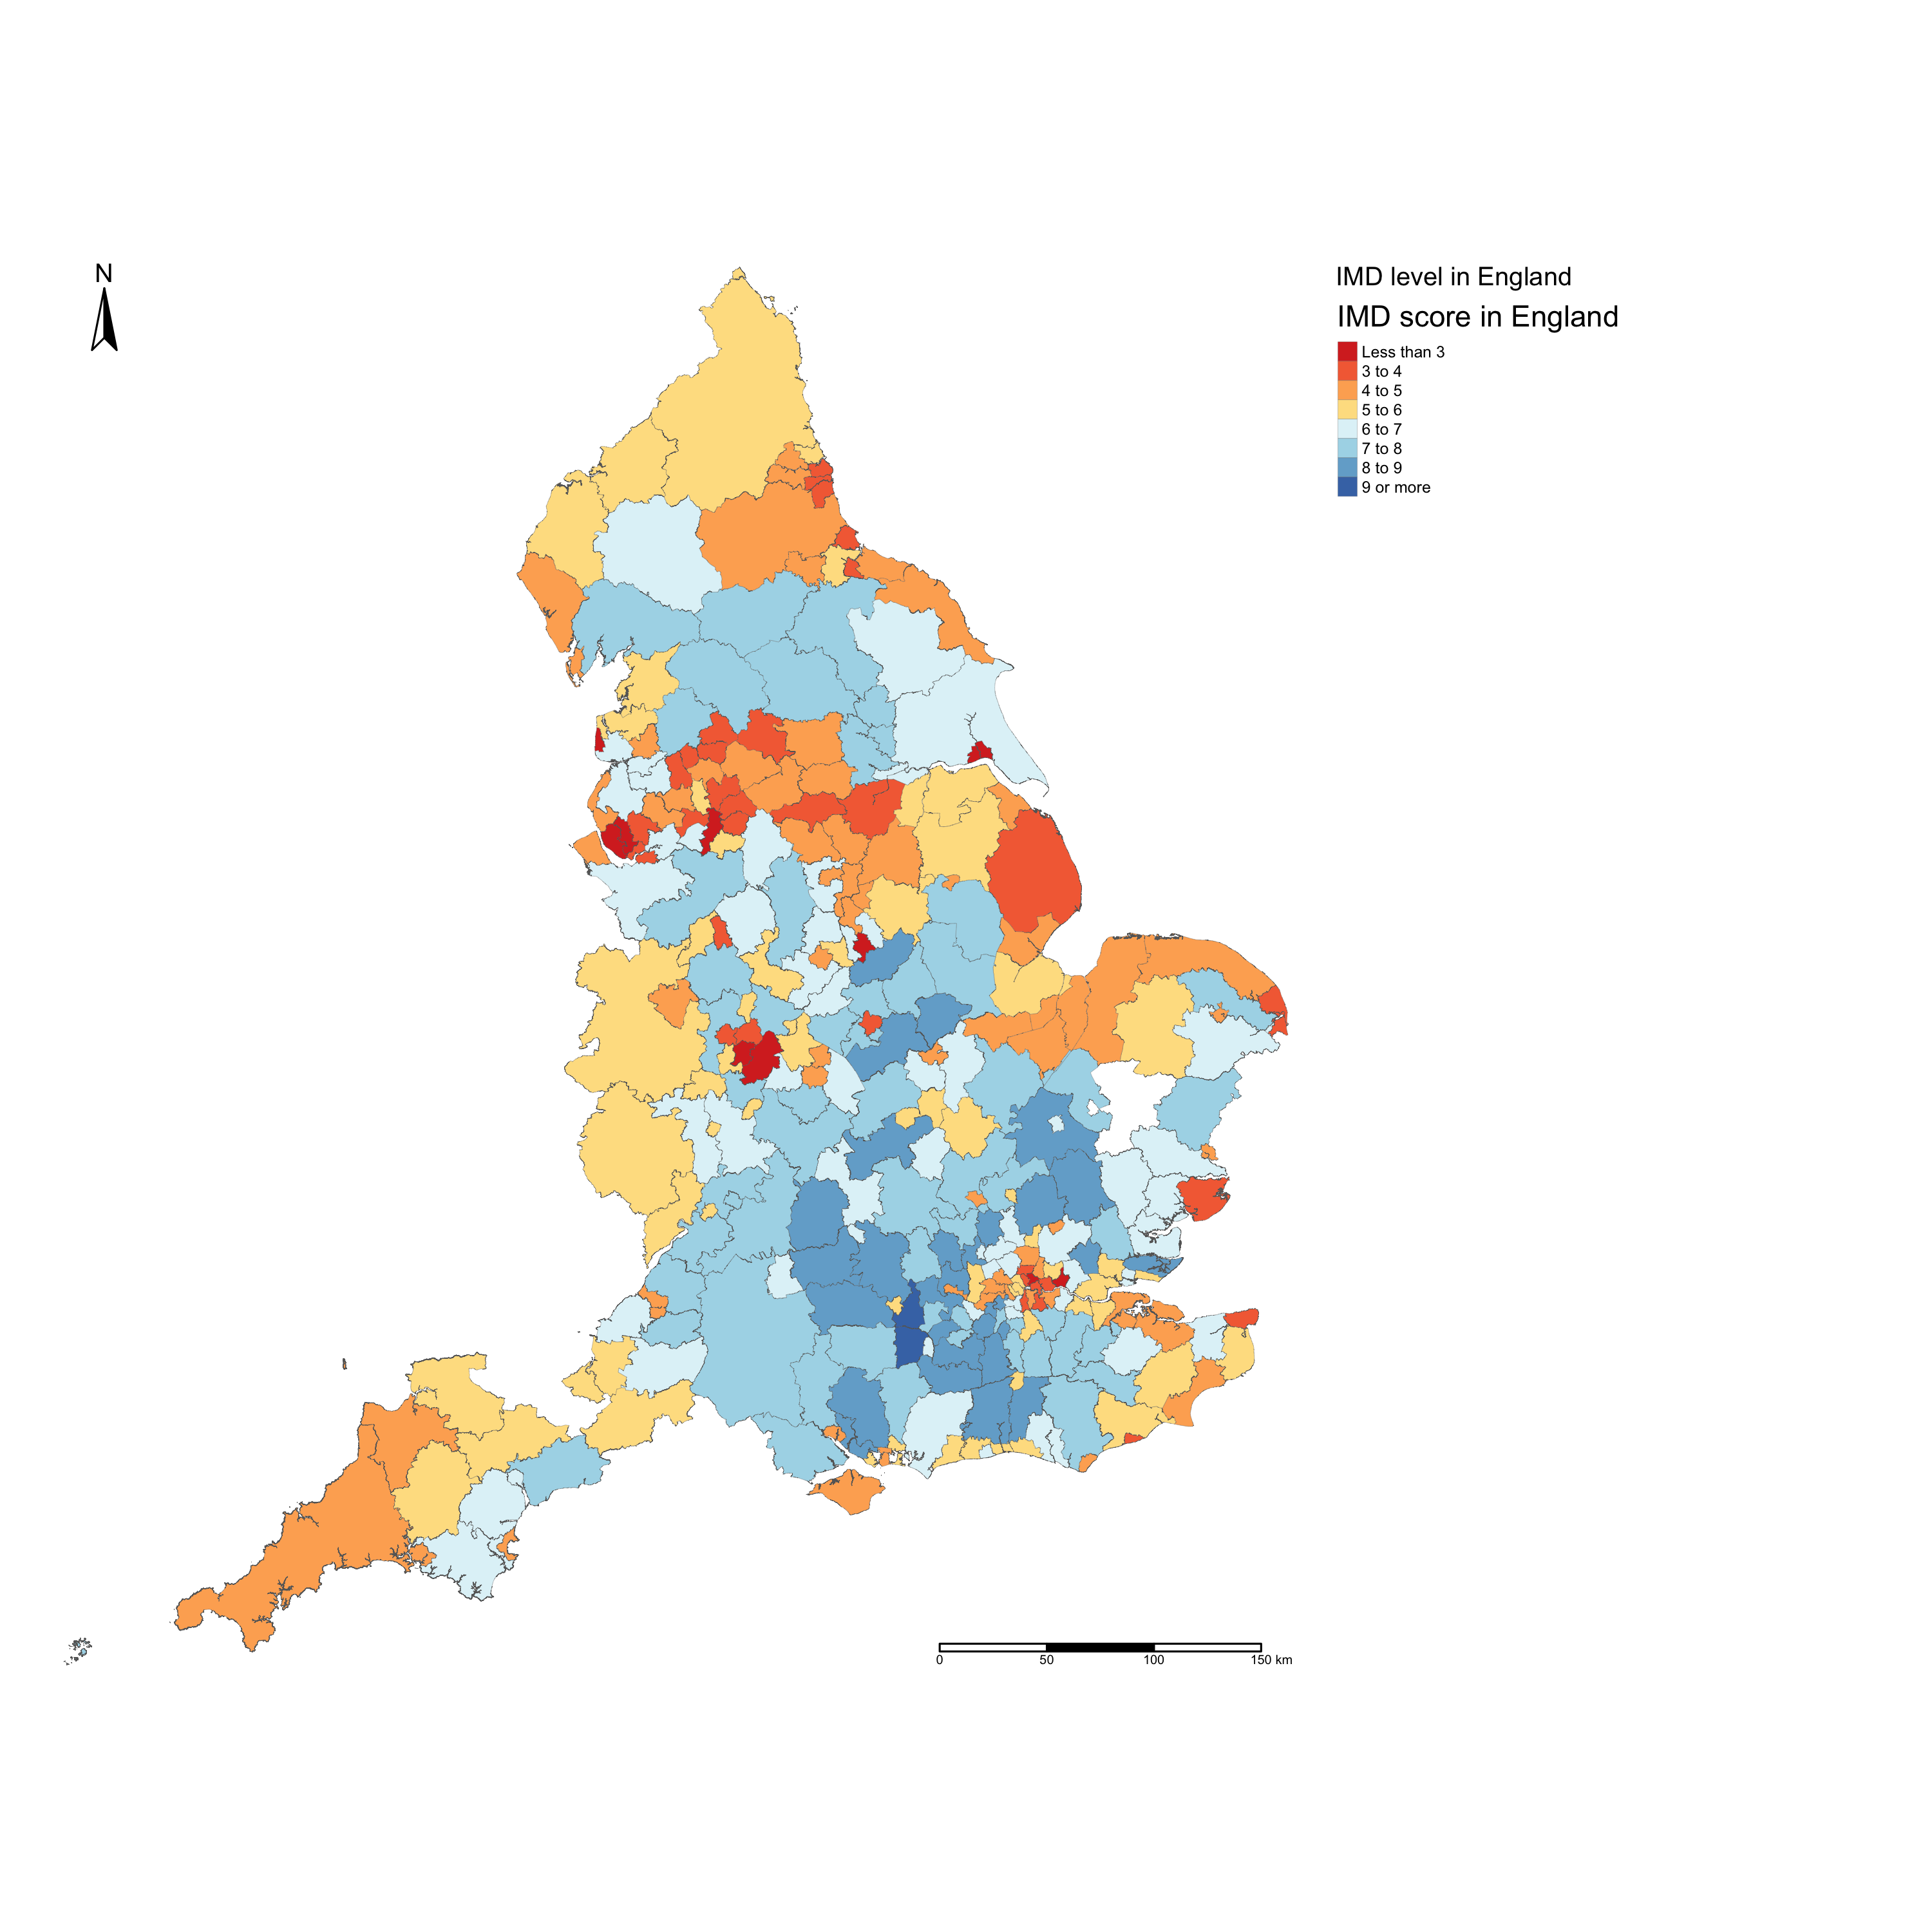 N
IMD level in England
IMD score in England
Less than 3
3 to 4
4 to 5
5 to 6
6 to 7
7 to 8
8 to 9
9 or more
0 50 100 150 km